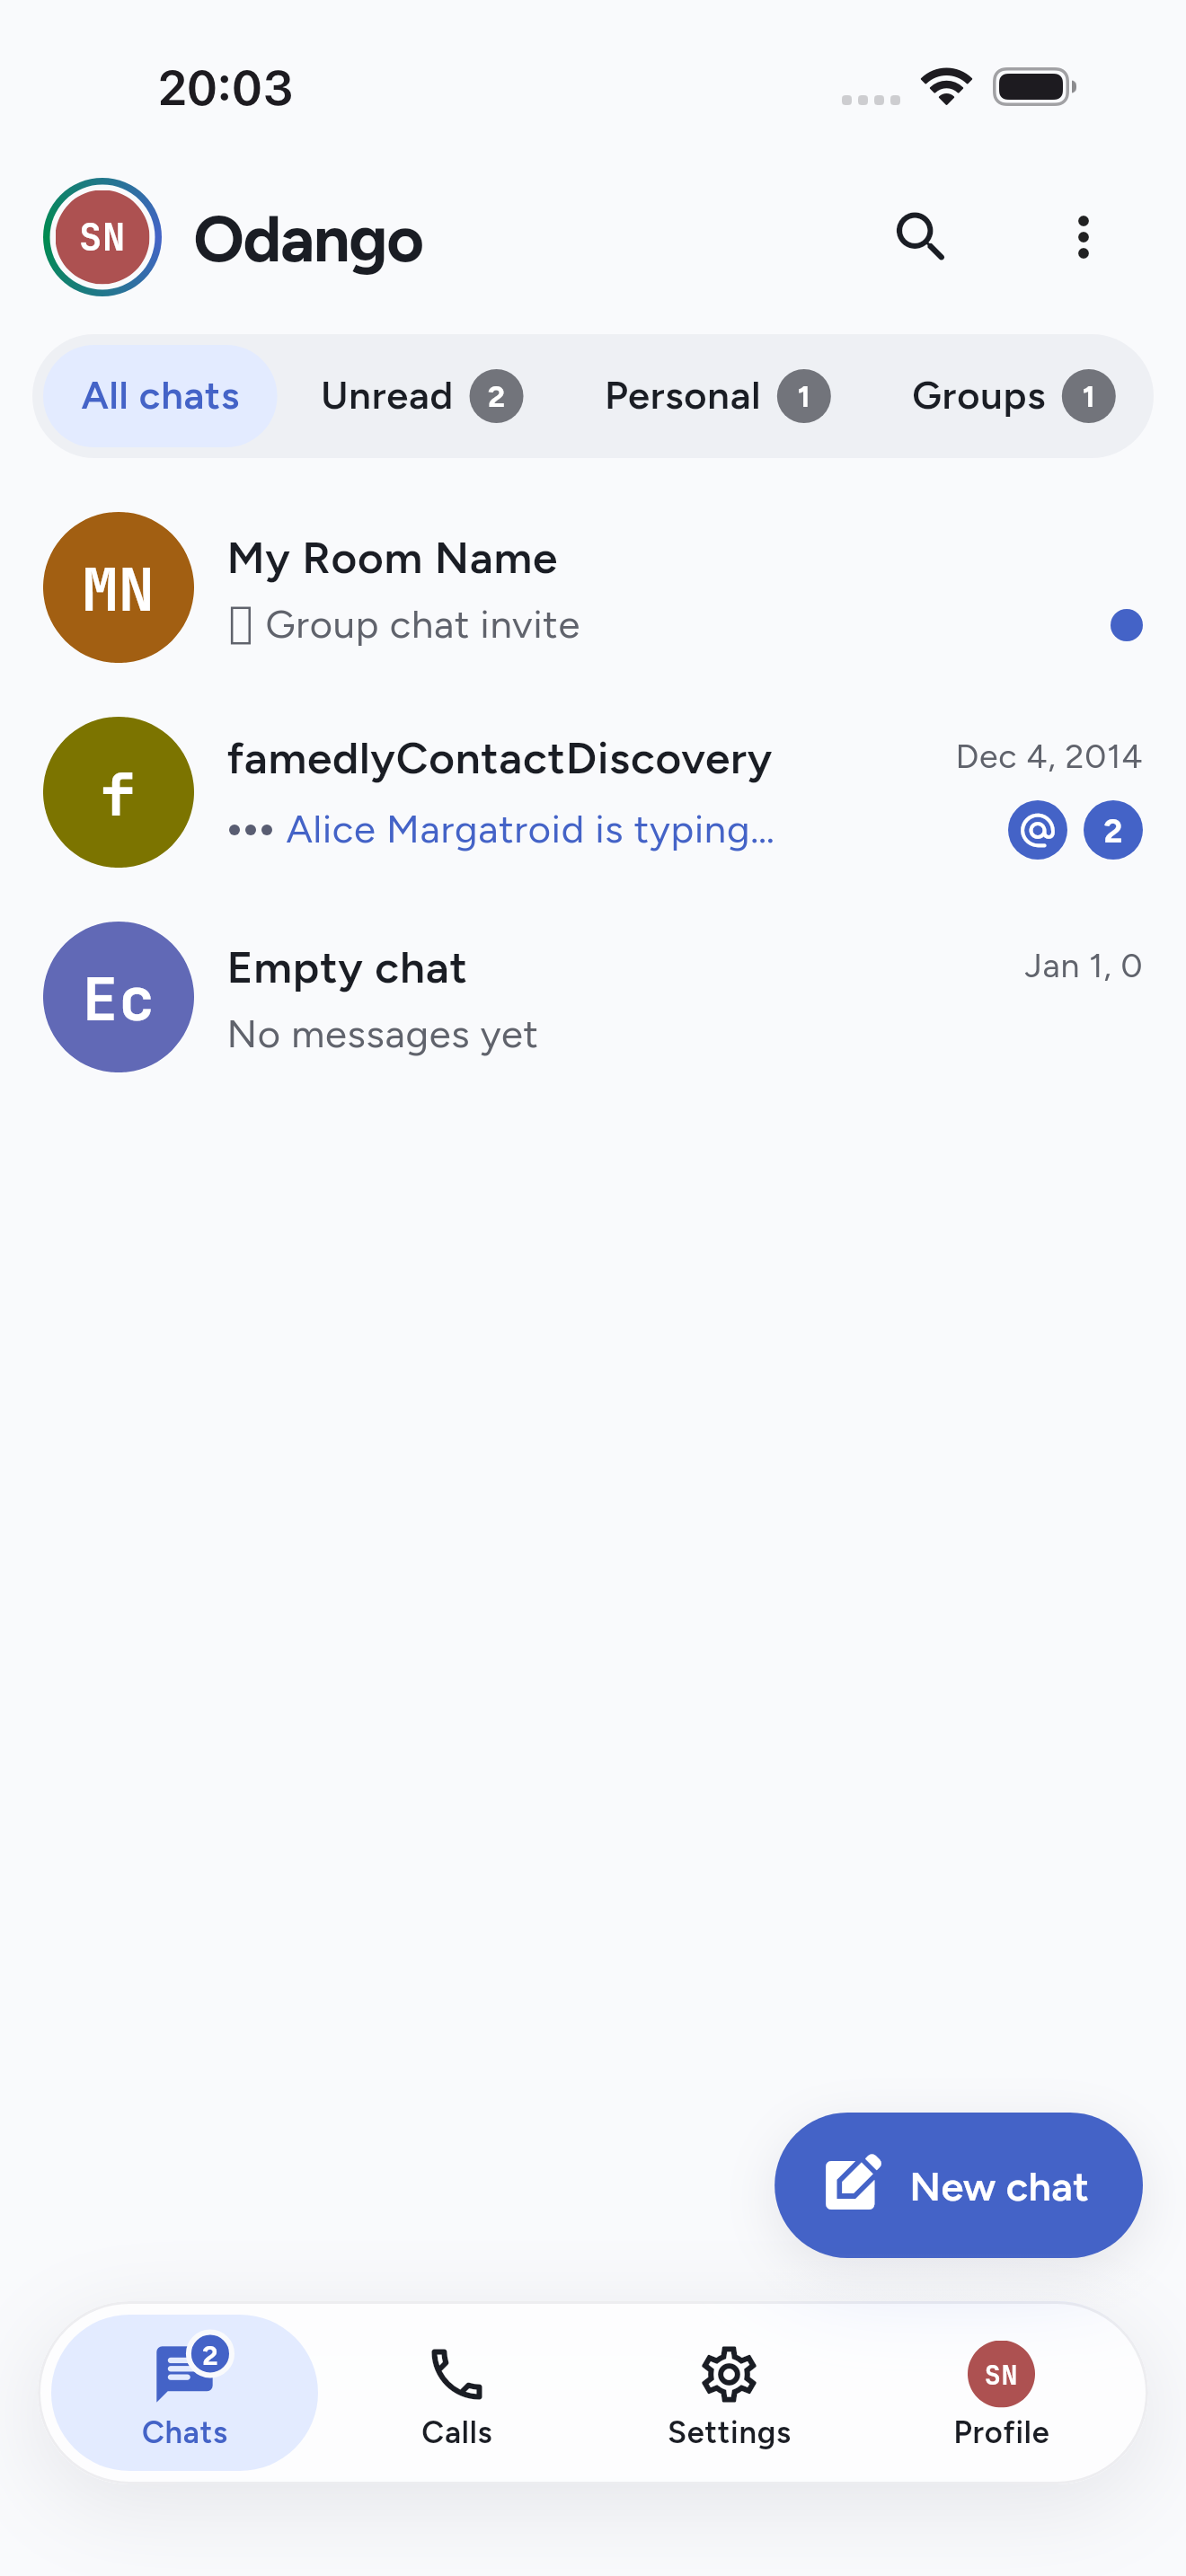 20:03
SN
Odango
All chats
Unread 2
Personal 1
Groups 1
MN
My Room Name
Group chat invite
f
famedlyContactDiscovery
Dec 4, 2014
••• Alice Margatroid is typing...
@ 2
Ec
Empty chat
Jan 1, 0
No messages yet
New chat
2
SN
Chats
Calls
Settings
Profile